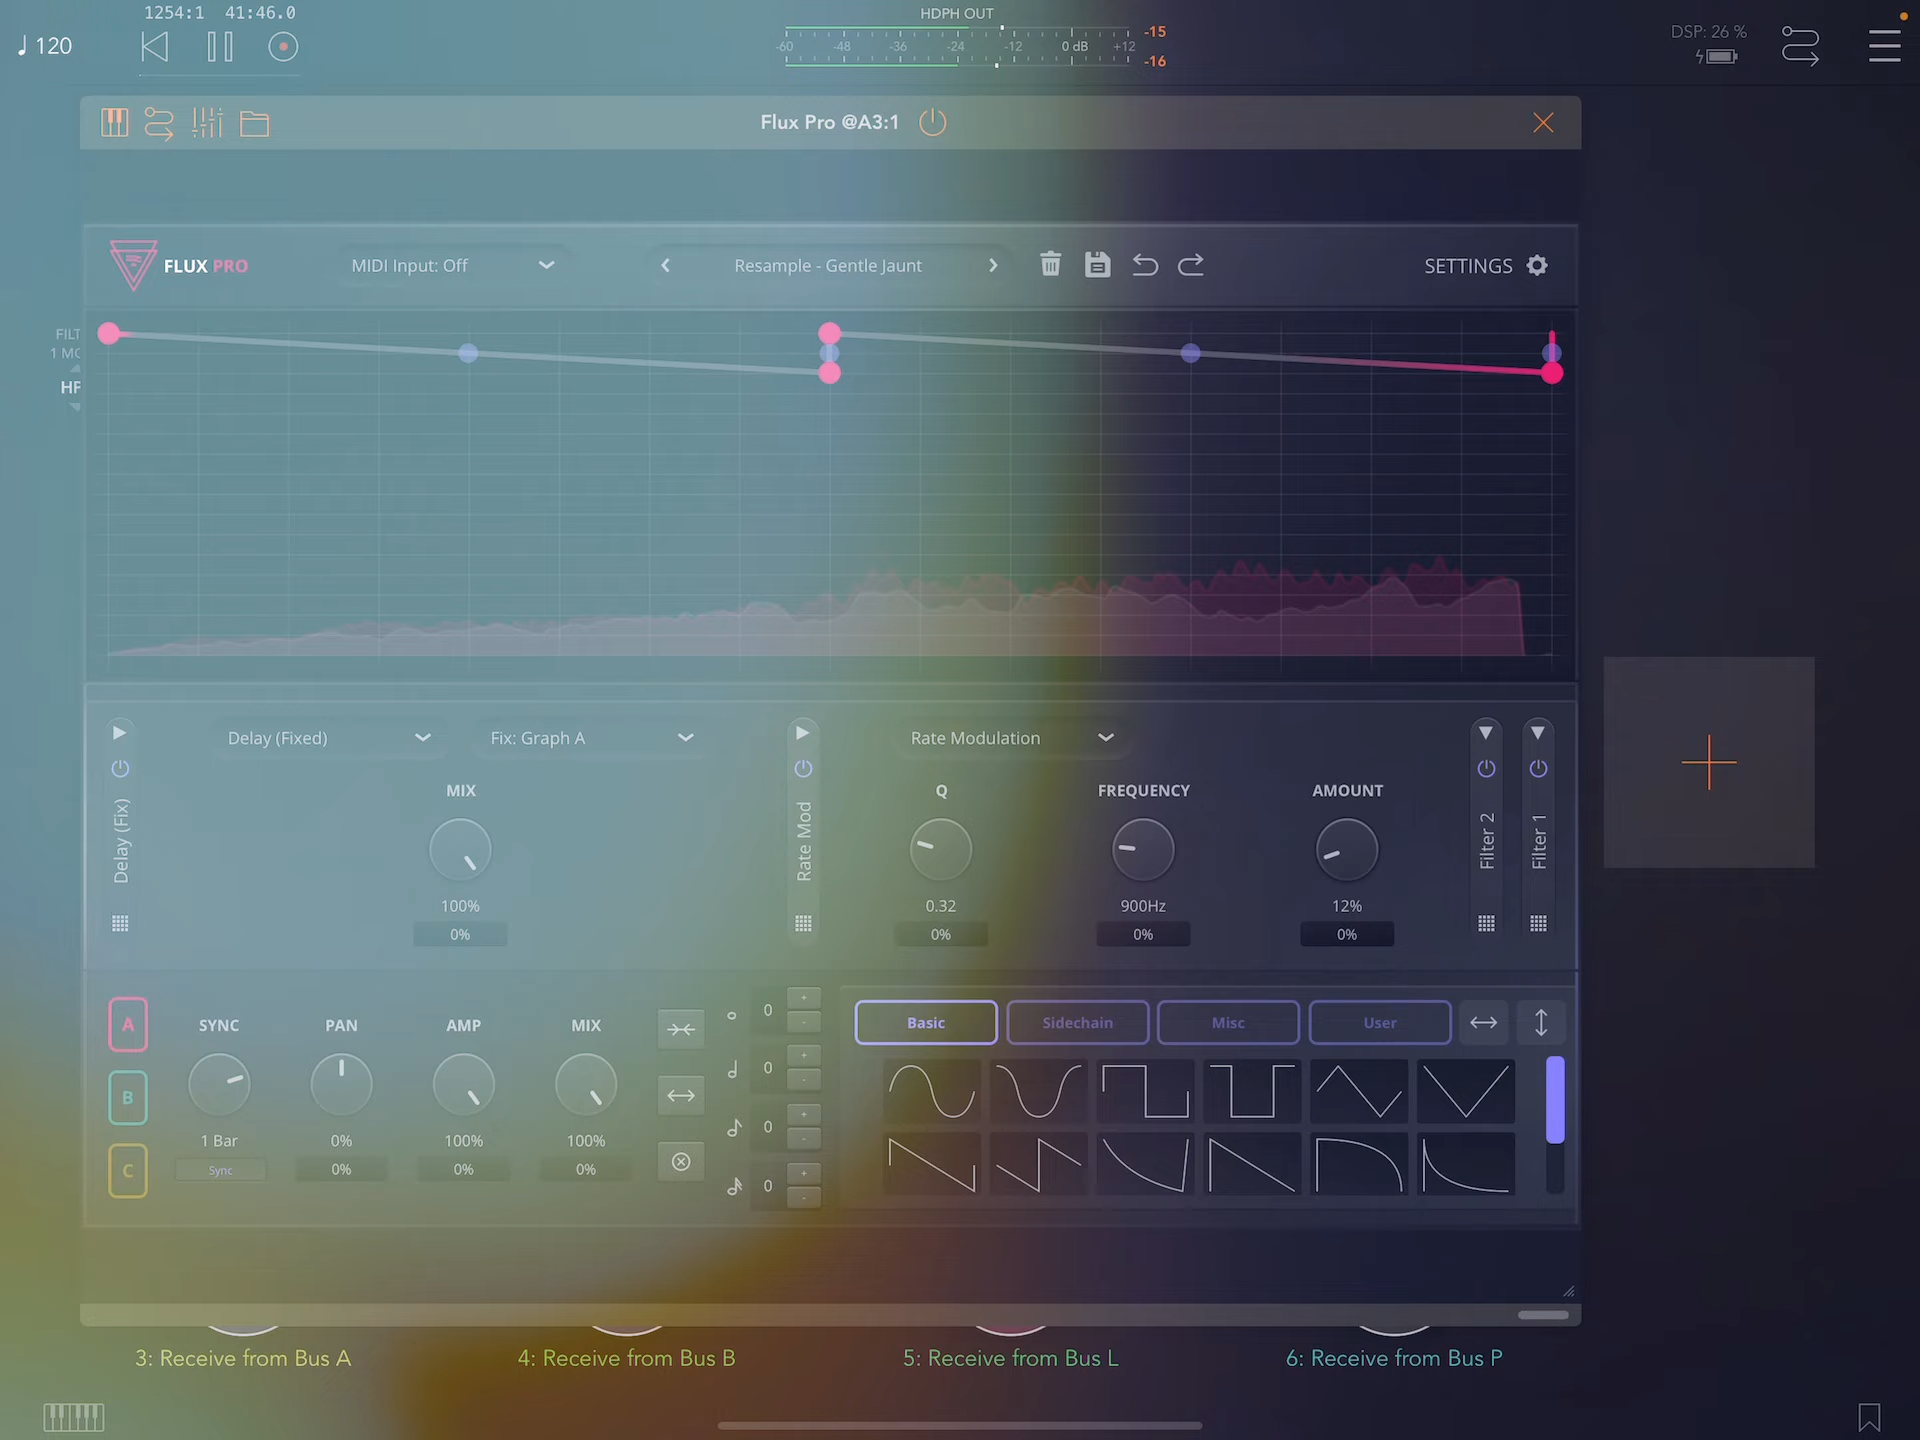 1254:1 41:46.0
120
HDPH OUT
-60 -48 -36 -24 -12 0 dB +12
-15
-16
DSP: 26 %
Flux Pro @A3:1
FLUX PRO
MIDI Input: Off
Resample - Gentle Jaunt
SETTINGS
FILT
1 MO
HP
Delay (Fix)
Delay (Fixed)
Fix: Graph A
MIX
100%
0%
Rate Mod
Rate Modulation
Q FREQUENCY AMOUNT
0.32 900Hz 12%
0% 0% 0%
Filter 2
Filter 1
A
B
C
SYNC PAN AMP MIX
1 Bar 0% 100% 100%
Sync 0% 0% 0%
0 + -
0 + -
0 + -
0 + -
Basic Sidechain Misc User
3: Receive from Bus A
4: Receive from Bus B
5: Receive from Bus L
6: Receive from Bus P